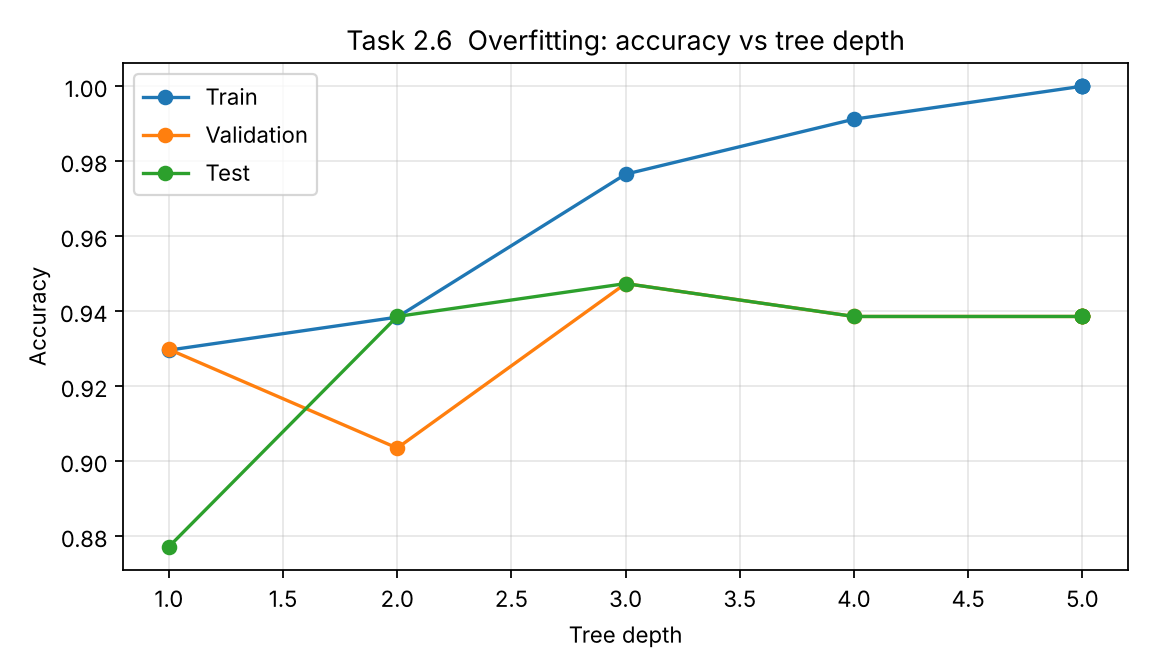 Task 2.6  Overfitting: accuracy vs tree depth
Train
Validation
Test
Accuracy
1.00
0.98
0.96
0.94
0.92
0.90
0.88
1.0 1.5 2.0 2.5 3.0 3.5 4.0 4.5 5.0
Tree depth